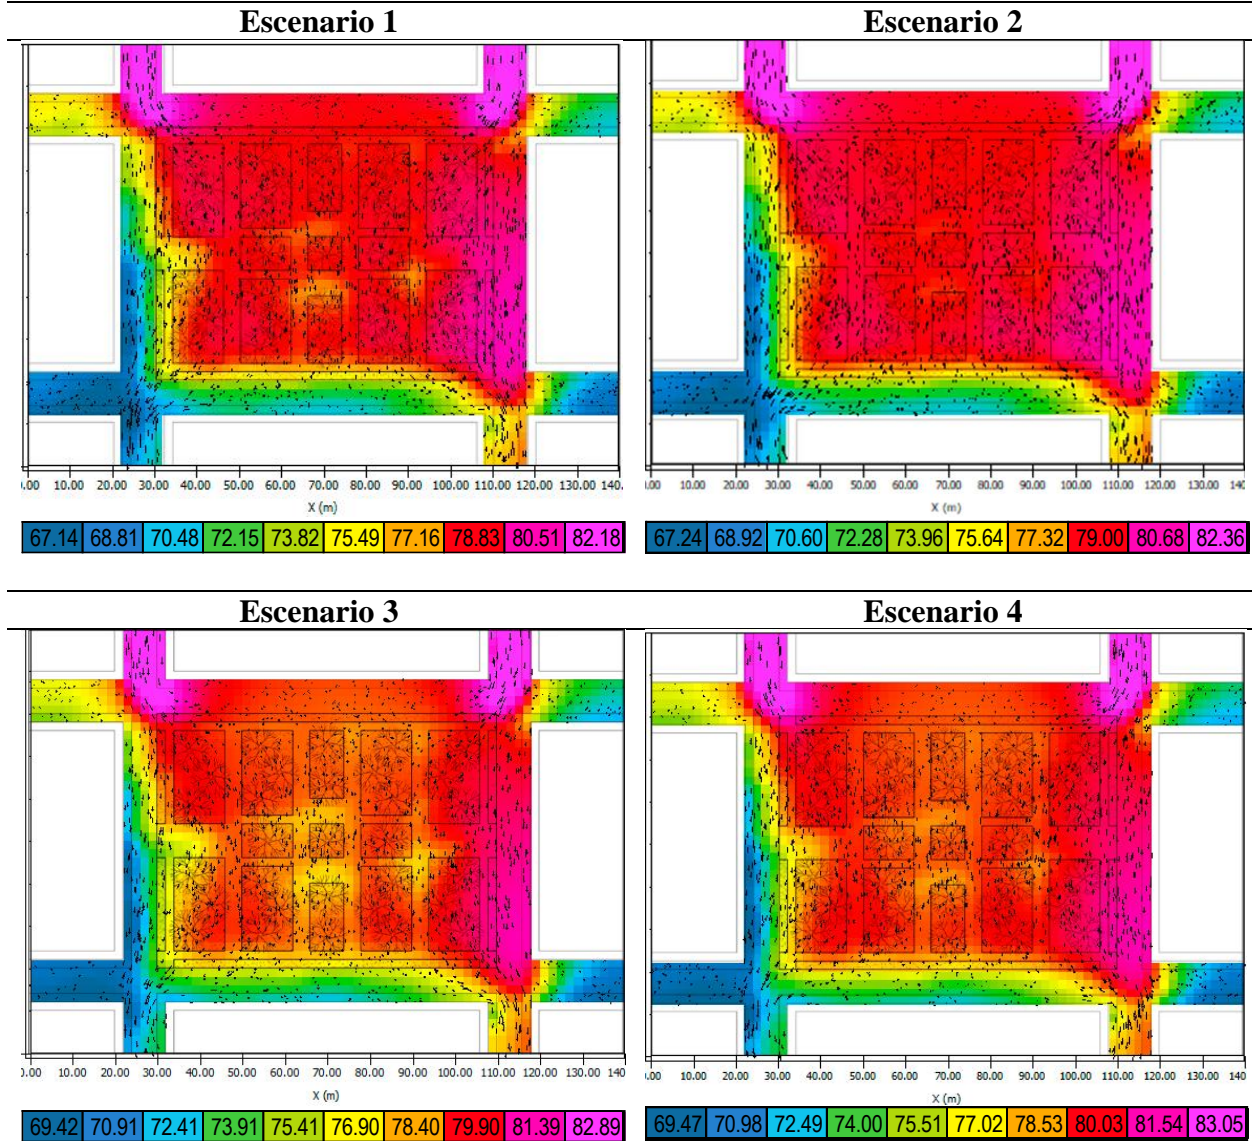 Escenario 1 Escenario 2
0.00 10.00 20.00 30.00 40.00 50.00 60.00 70.00 80.00 90.00 100.00 110.00 120.00 130.00 140.
X (m)
67.14 68.81 70.48 72.15 73.82 75.49 77.16 78.83 80.51 82.18
0.00 10.00 20.00 30.00 40.00 50.00 60.00 70.00 80.00 90.00 100.00 110.00 120.00 130.00 140
X (m)
67.24 68.92 70.60 72.28 73.96 75.64 77.32 79.00 80.68 82.36
Escenario 3 Escenario 4
0.00 10.00 20.00 30.00 40.00 50.00 60.00 70.00 80.00 90.00 100.00 110.00 120.00 130.00 140.0
X (m)
69.42 70.91 72.41 73.91 75.41 76.90 78.40 79.90 81.39 82.89
.00 10.00 20.00 30.00 40.00 50.00 60.00 70.00 80.00 90.00 100.00 110.00 120.00 130.00 140
X (m)
69.47 70.98 72.49 74.00 75.51 77.02 78.53 80.03 81.54 83.05